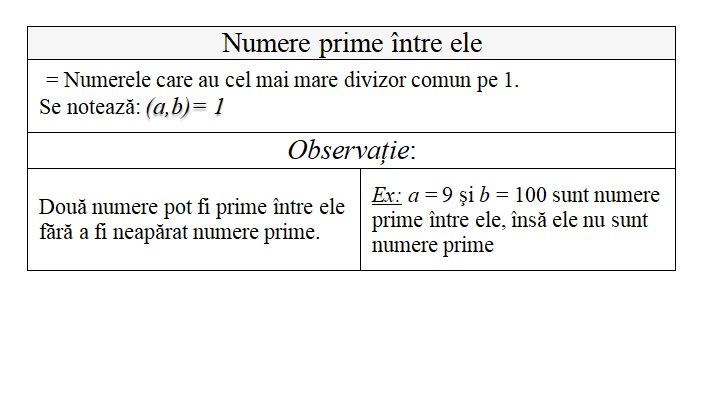 Numere prime între ele
= Numerele care au cel mai mare divizor comun pe 1.
Se notează: (a,b)= 1
Observație:
Două numere pot fi prime între ele
fără a fi neapărat numere prime.
Ex: a = 9 şi b = 100 sunt numere
prime între ele, însă ele nu sunt
numere prime